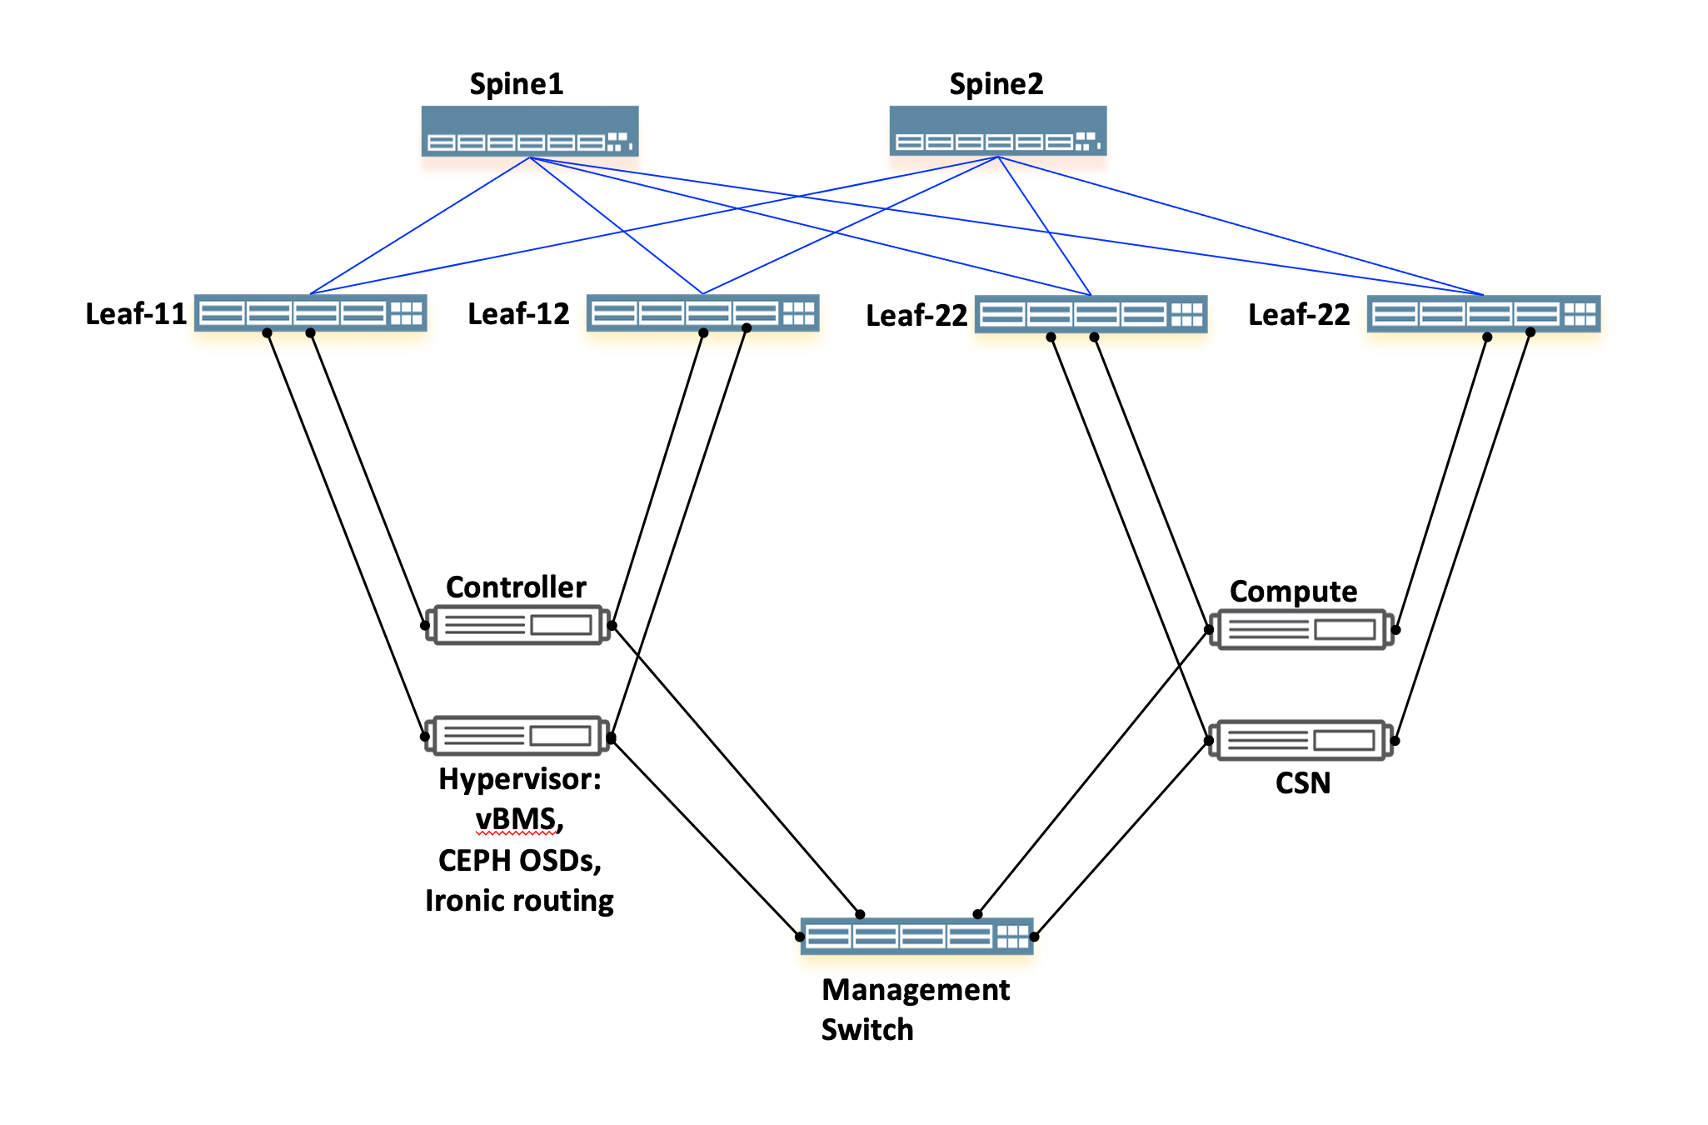 Spine1
Spine2
Leaf-11
Leaf-12
Leaf-22
Leaf-22
Controller
Compute
Hypervisor:
vBMS,
CEPH OSDs,
Ironic routing
CSN
Management
Switch